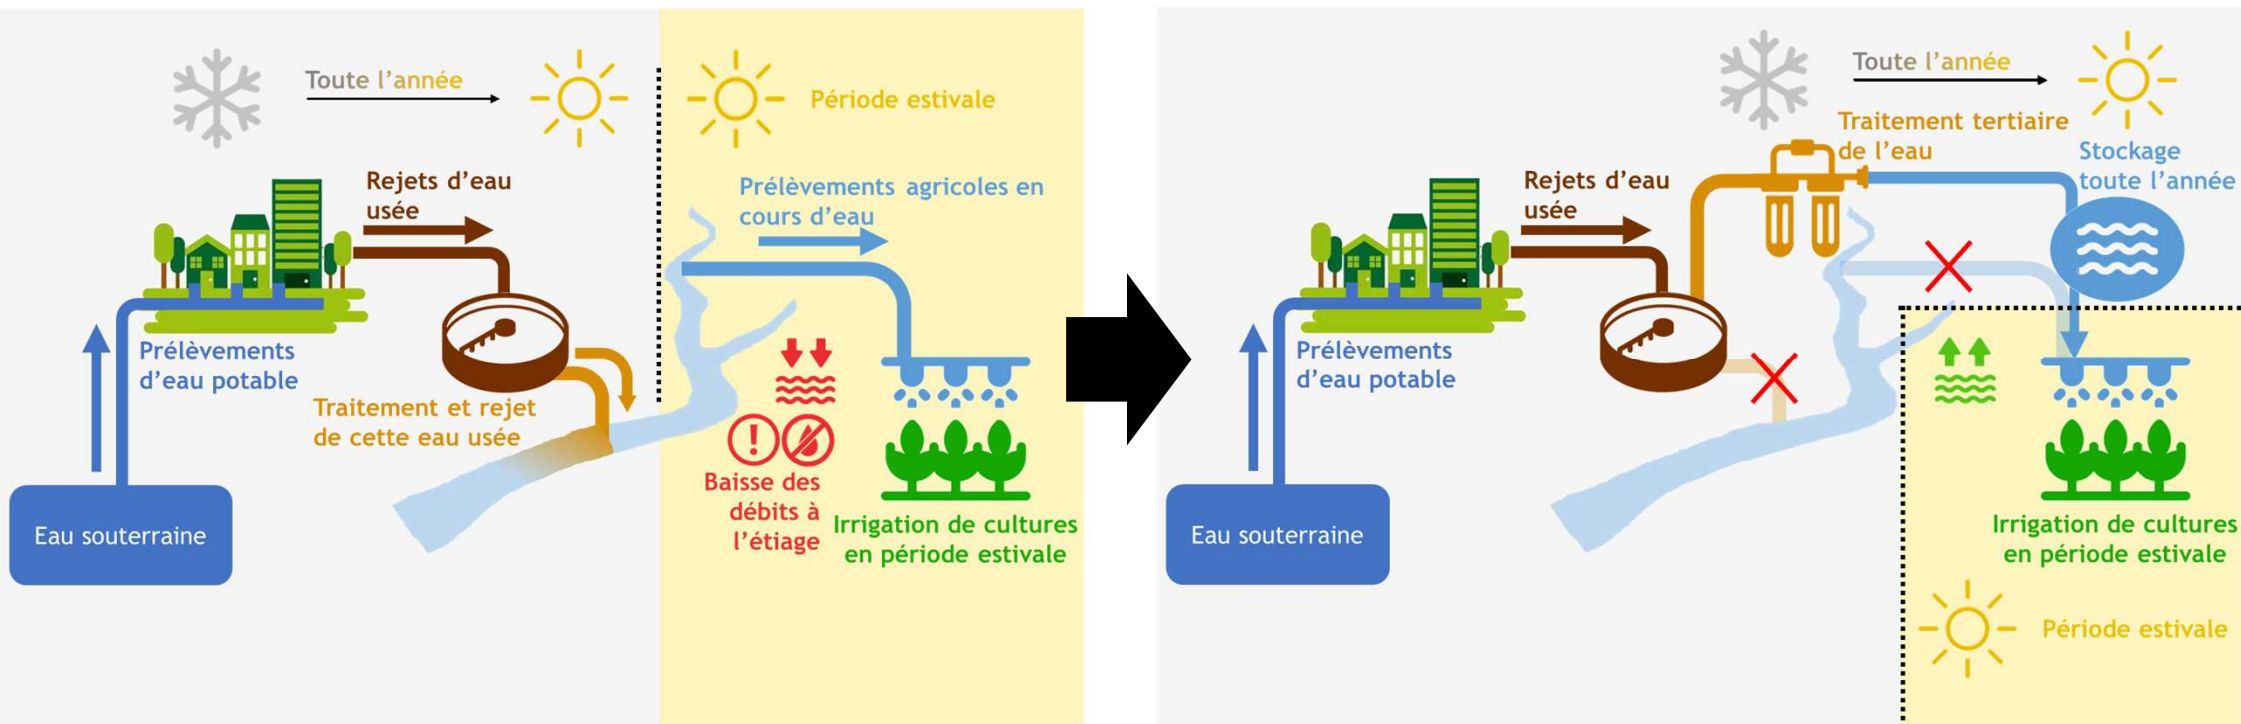 Toute l'année
Période estivale
Rejets d'eau
usée
Prélèvements agricoles en
cours d'eau
Prélèvements
d'eau potable
Traitement et rejet
de cette eau usée
Eau souterraine
Baisse des
débits à
l'étiage
Irrigation de cultures
en période estivale
Toute l'année
Traitement tertiaire
de l'eau
Stockage
toute l'année
Rejets d'eau
usée
Prélèvements
d'eau potable
Eau souterraine
Irrigation de cultures
en période estivale
Période estivale